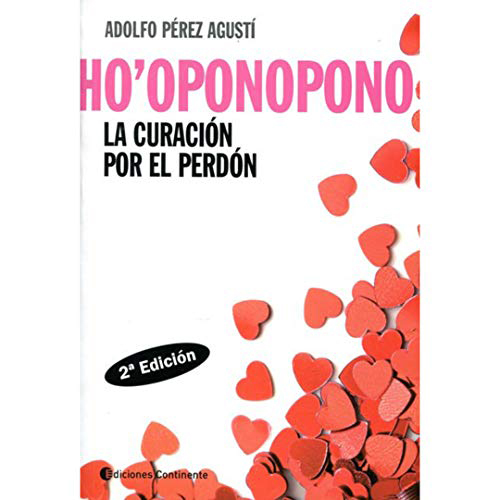 ADOLFO PÉREZ AGUSTÍ
HO'OPONOPONO
LA CURACIÓN
POR EL PERDÓN
2ª Edición
Ediciones Continente